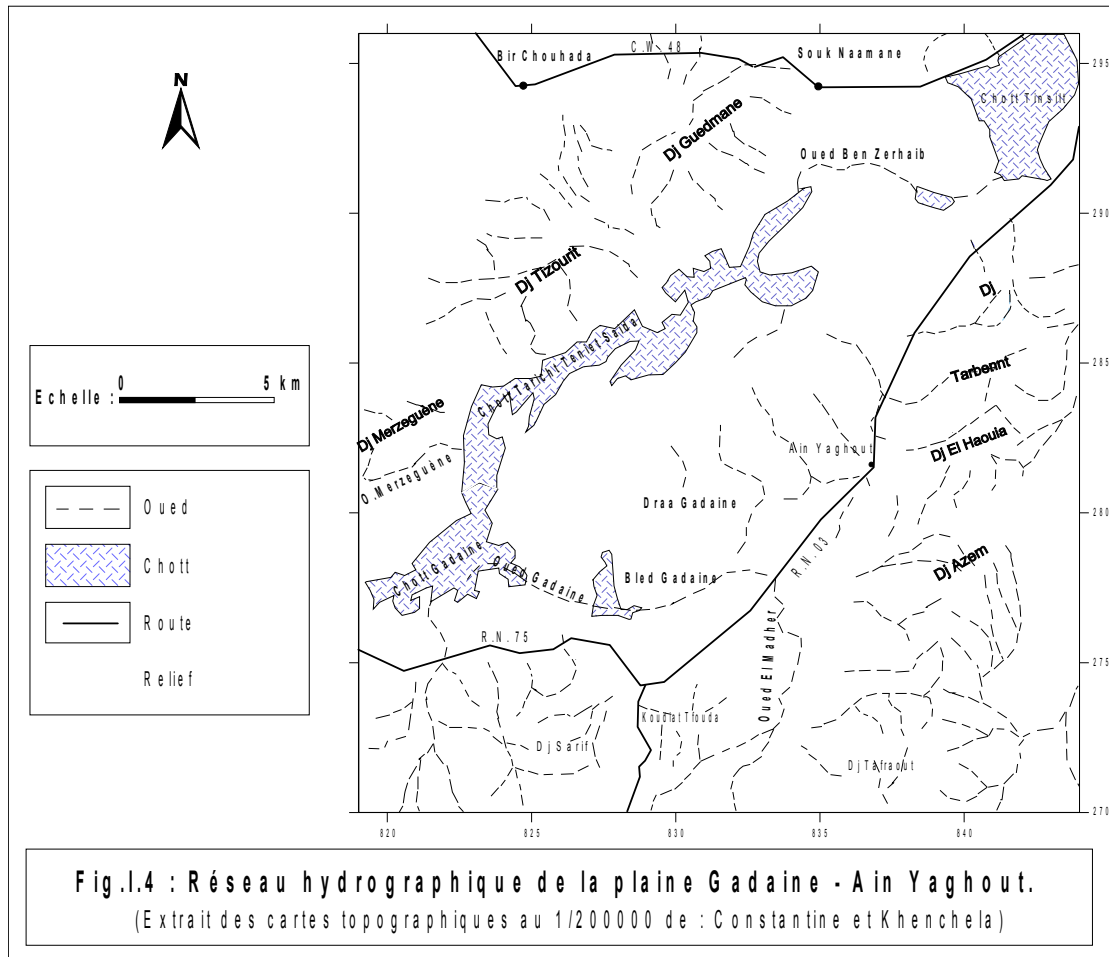 N
Bir Chouhada
C.W.48
Souk Naamane
295
Chott Tinsilt
Dj Guedmane
Oued Ben Zerhaib
290
Dj Tizourit
Dj
Chott Taricht Teniet Saida
285
Echelle : 0 5 km
Tarbennt
Dj Merzeguène
Dj El Haouia
Ain Yaghout
O.Merzeguène
Draa Gadaine
280
Oued
R.N.03
Dj Azem
Chott
Chott Gadaine
Oued Gadaine
Bled Gadaine
Route
R.N.75
Oued El Madher
275
Relief
Koudiat Tfouda
Dj Sarif
Dj Tafraout
270
820 825 830 835 840
Fig.I.4 : Réseau hydrographique de la plaine Gadaine - Ain Yaghout.
(Extrait des cartes topographiques au 1/200000 de : Constantine et Khenchela)